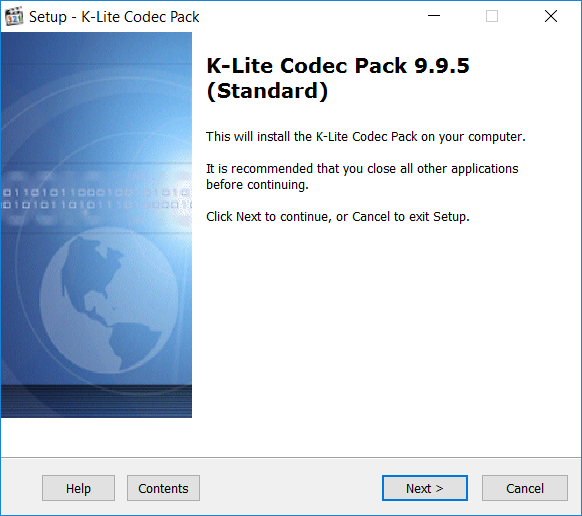 Setup - K-Lite Codec Pack
K-Lite Codec Pack 9.9.5
(Standard)
This will install the K-Lite Codec Pack on your computer.
It is recommended that you close all other applications
before continuing.
Click Next to continue, or Cancel to exit Setup.
Help
Contents
Next >
Cancel